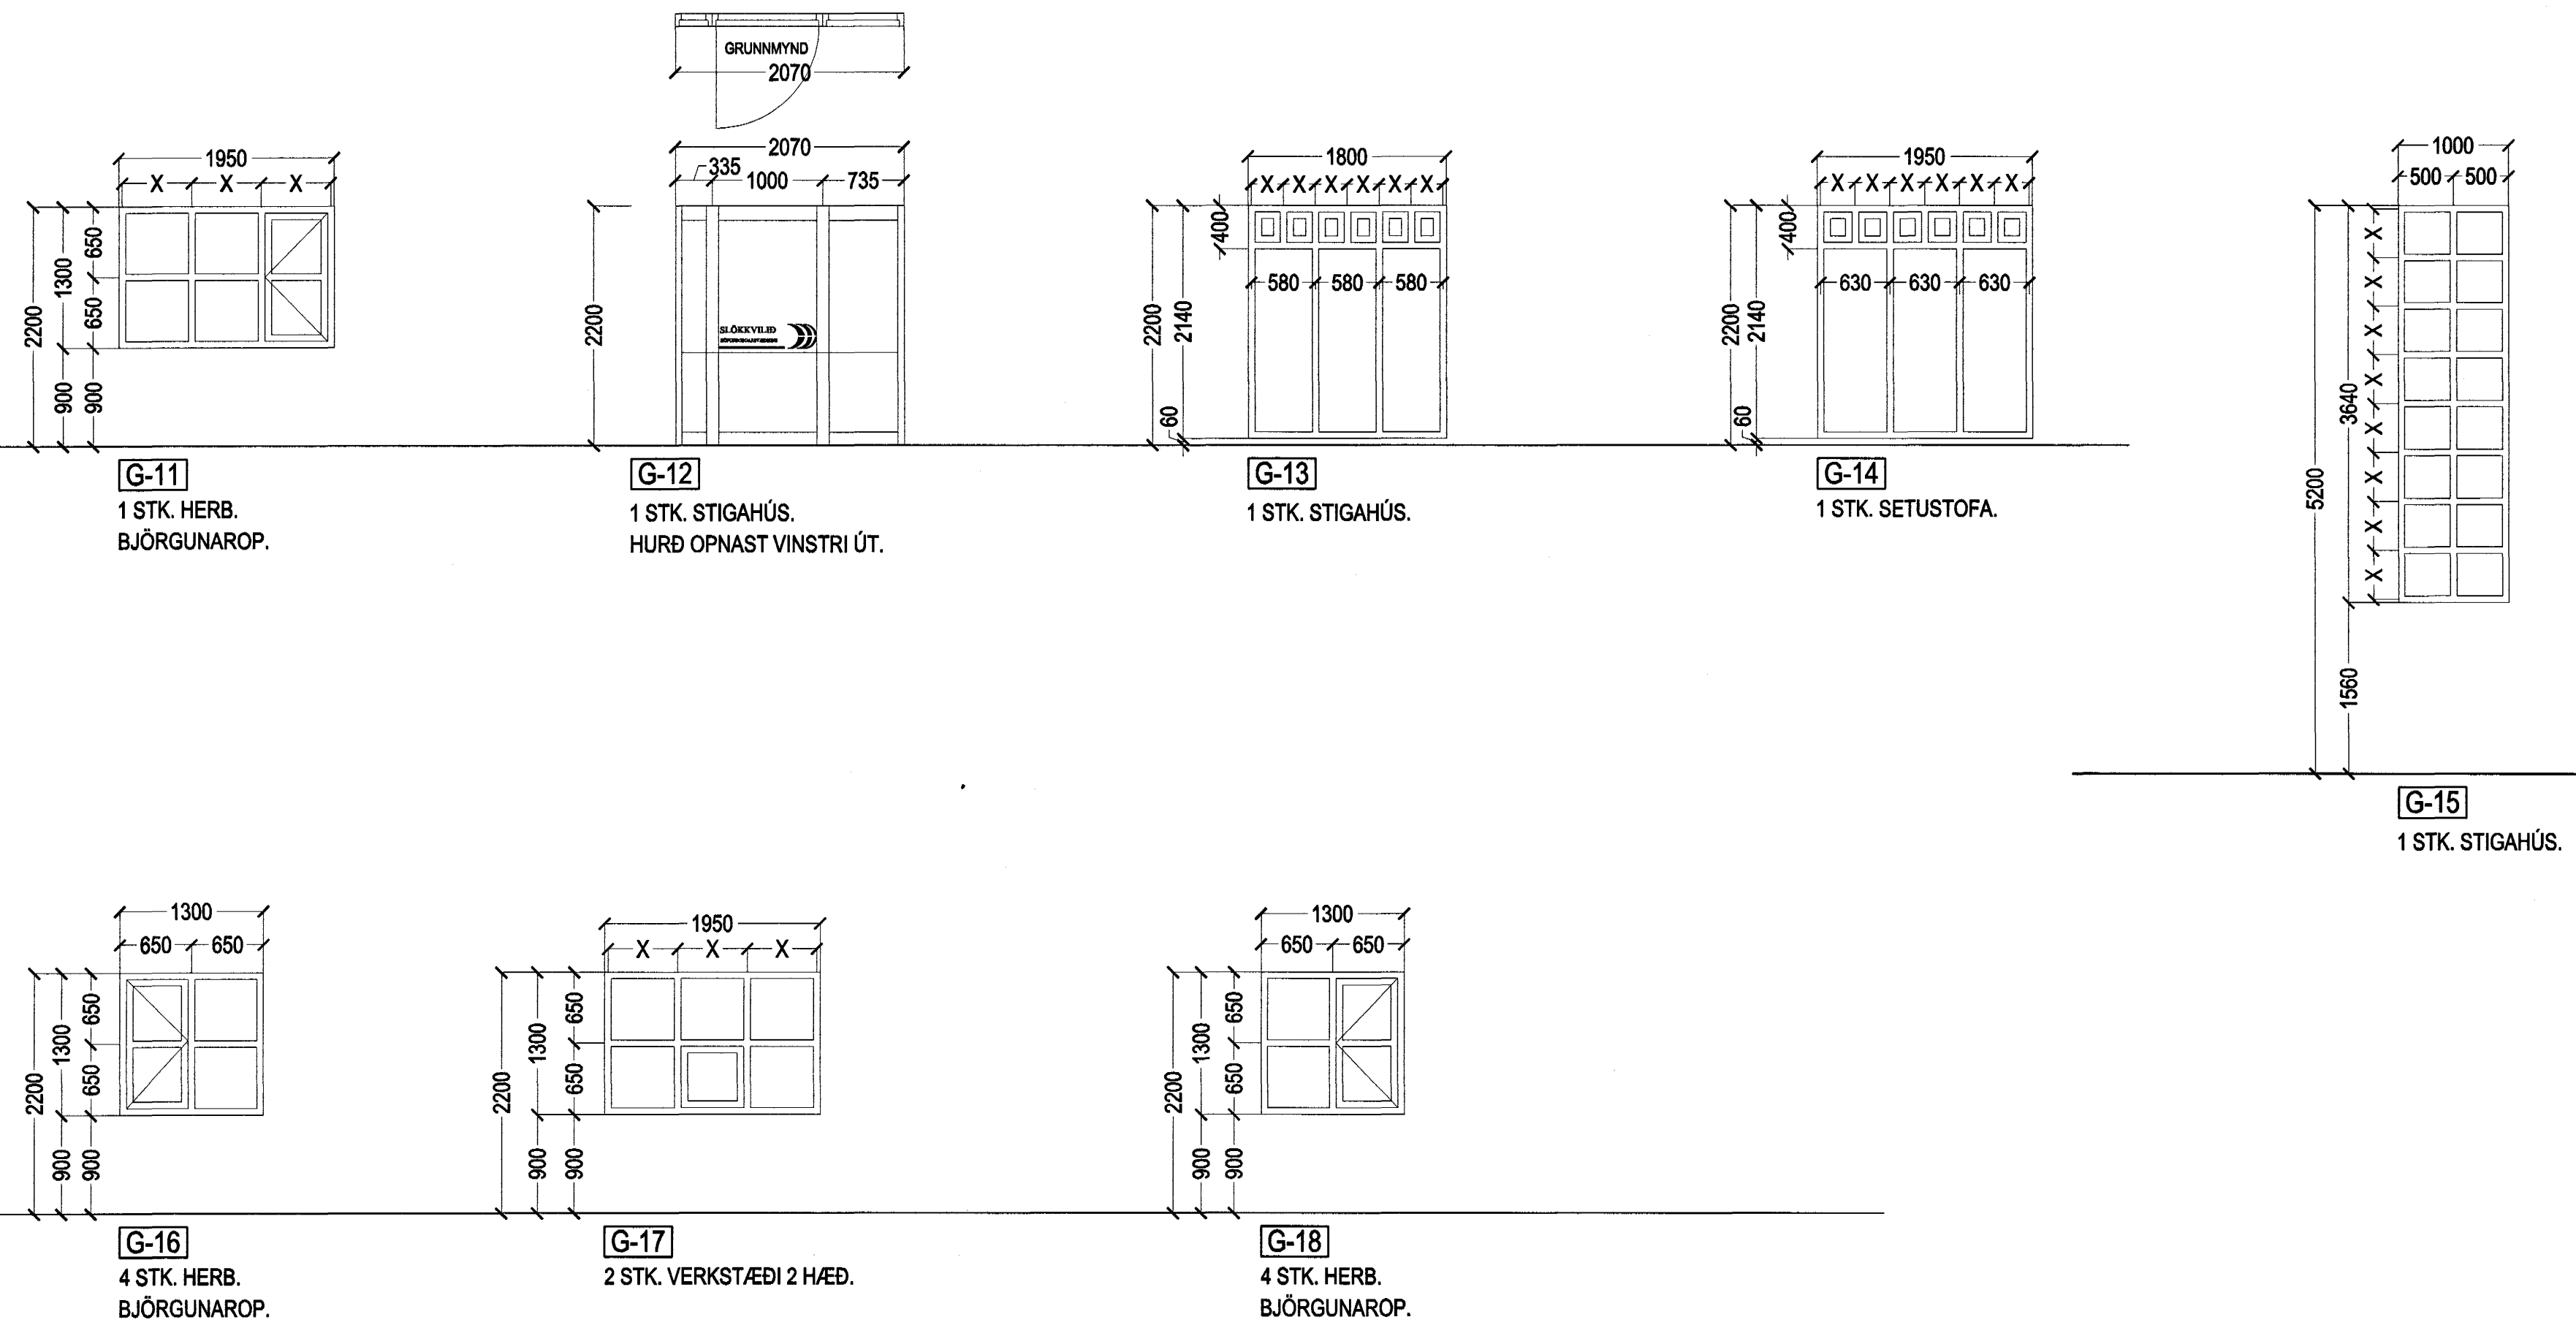 GRUNNMYND
2070
1950
X X X
2200
1300
650
650
900
900
G-11
1 STK. HERB.
BJÖRGUNAROP.
2070
335
1000
735
2200
SLÖKKVILIÐ
G-12
1 STK. STIGAHÚS.
HURÐ OPNAST VINSTRI ÚT.
1800
X X X X X X
400
580 580 580
2200
2140
60
G-13
1 STK. STIGAHÚS.
1950
X X X X X X
400
630 630 630
2200
2140
60
G-14
1 STK. SETUSTOFA.
1000
500 500
X
X
X
X
X
X
X
X
3640
5200
1560
G-15
1 STK. STIGAHÚS.
1300
650 650
2200
1300
650
650
900
900
G-16
4 STK. HERB.
BJÖRGUNAROP.
1950
X X X
2200
1300
650
650
900
900
G-17
2 STK. VERKSTÆÐI 2 HÆÐ.
1300
650 650
2200
1300
650
650
900
900
G-18
4 STK. HERB.
BJÖRGUNAROP.